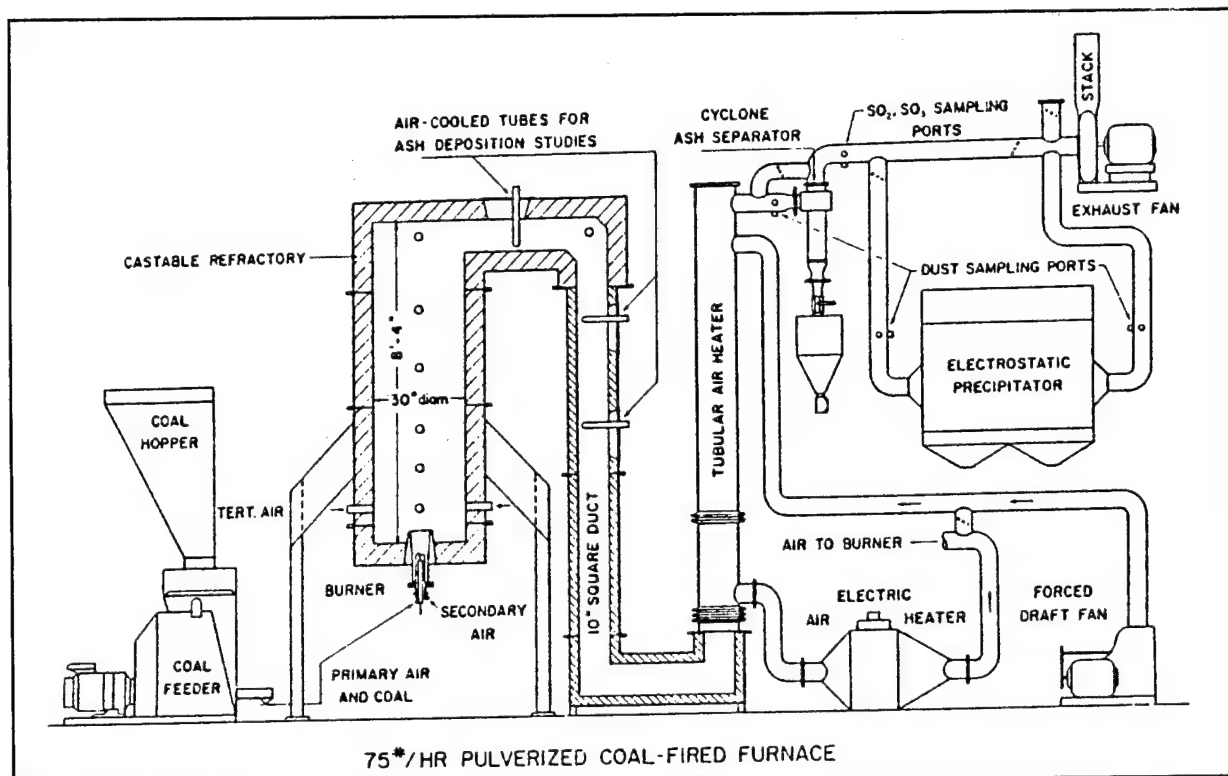 STACK
AIR-COOLED TUBES FOR
ASH DEPOSITION STUDIES
CYCLONE
ASH SEPARATOR
SO₂, SO₃ SAMPLING
PORTS
EXHAUST FAN
CASTABLE REFRACTORY
DUST SAMPLING PORTS
8'-4"
TUBULAR AIR HEATER
ELECTROSTATIC
PRECIPITATOR
30" diam
COAL
HOPPER
TERT. AIR
AIR TO BURNER
BURNER
SECONDARY
AIR
10" SQUARE DUCT
ELECTRIC
AIR HEATER
FORCED
DRAFT FAN
COAL
FEEDER
PRIMARY AIR
AND COAL
75#/HR PULVERIZED COAL-FIRED FURNACE